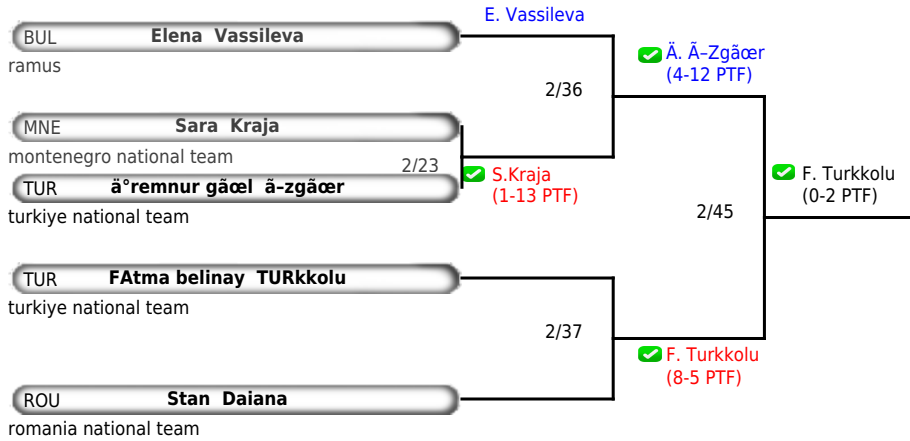 E. Vassileva
BUL Elena Vassileva
ramus
Ä. Ã–Zgãœr
(4-12 PTF)
2/36
MNE Sara Kraja
montenegro national team
2/23
S.Kraja
(1-13 PTF)
F. Turkkolu
(0-2 PTF)
TUR ä°remnur gãœl ã–zgãœr
turkiye national team
2/45
TUR FAtma belinay TURkkolu
turkiye national team
2/37
F. Turkkolu
(8-5 PTF)
ROU Stan Daiana
romania national team